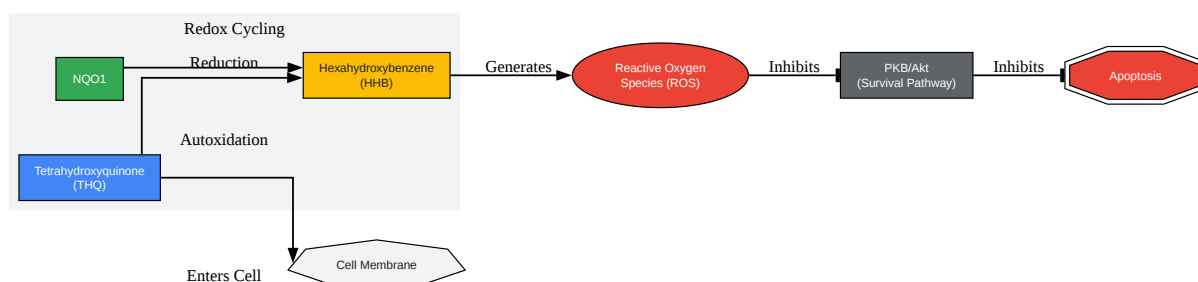 Redox Cycling
Reduction
NQO1
Hexahydroxybenzene
(HHB)
Generates
Reactive Oxygen
Species (ROS)
Inhibits
PKB/Akt
(Survival Pathway)
Inhibits
Apoptosis
Autoxidation
Tetrahydroxyquinone
(THQ)
Cell Membrane
Enters Cell